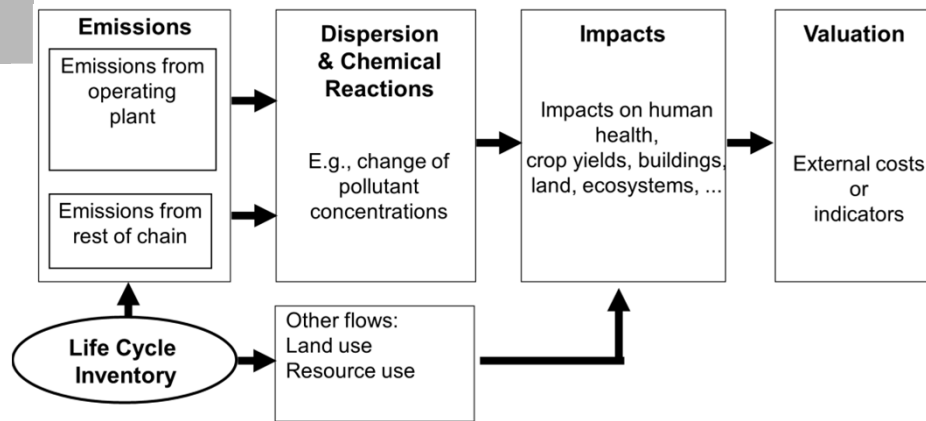 Emissions
Emissions from
operating
plant
Emissions from
rest of chain
Dispersion
& Chemical
Reactions
E.g., change of
pollutant
concentrations
Impacts
Impacts on human
health,
crop yields, buildings,
land, ecosystems, ...
Valuation
External costs
or
indicators
Life Cycle
Inventory
Other flows:
Land use
Resource use